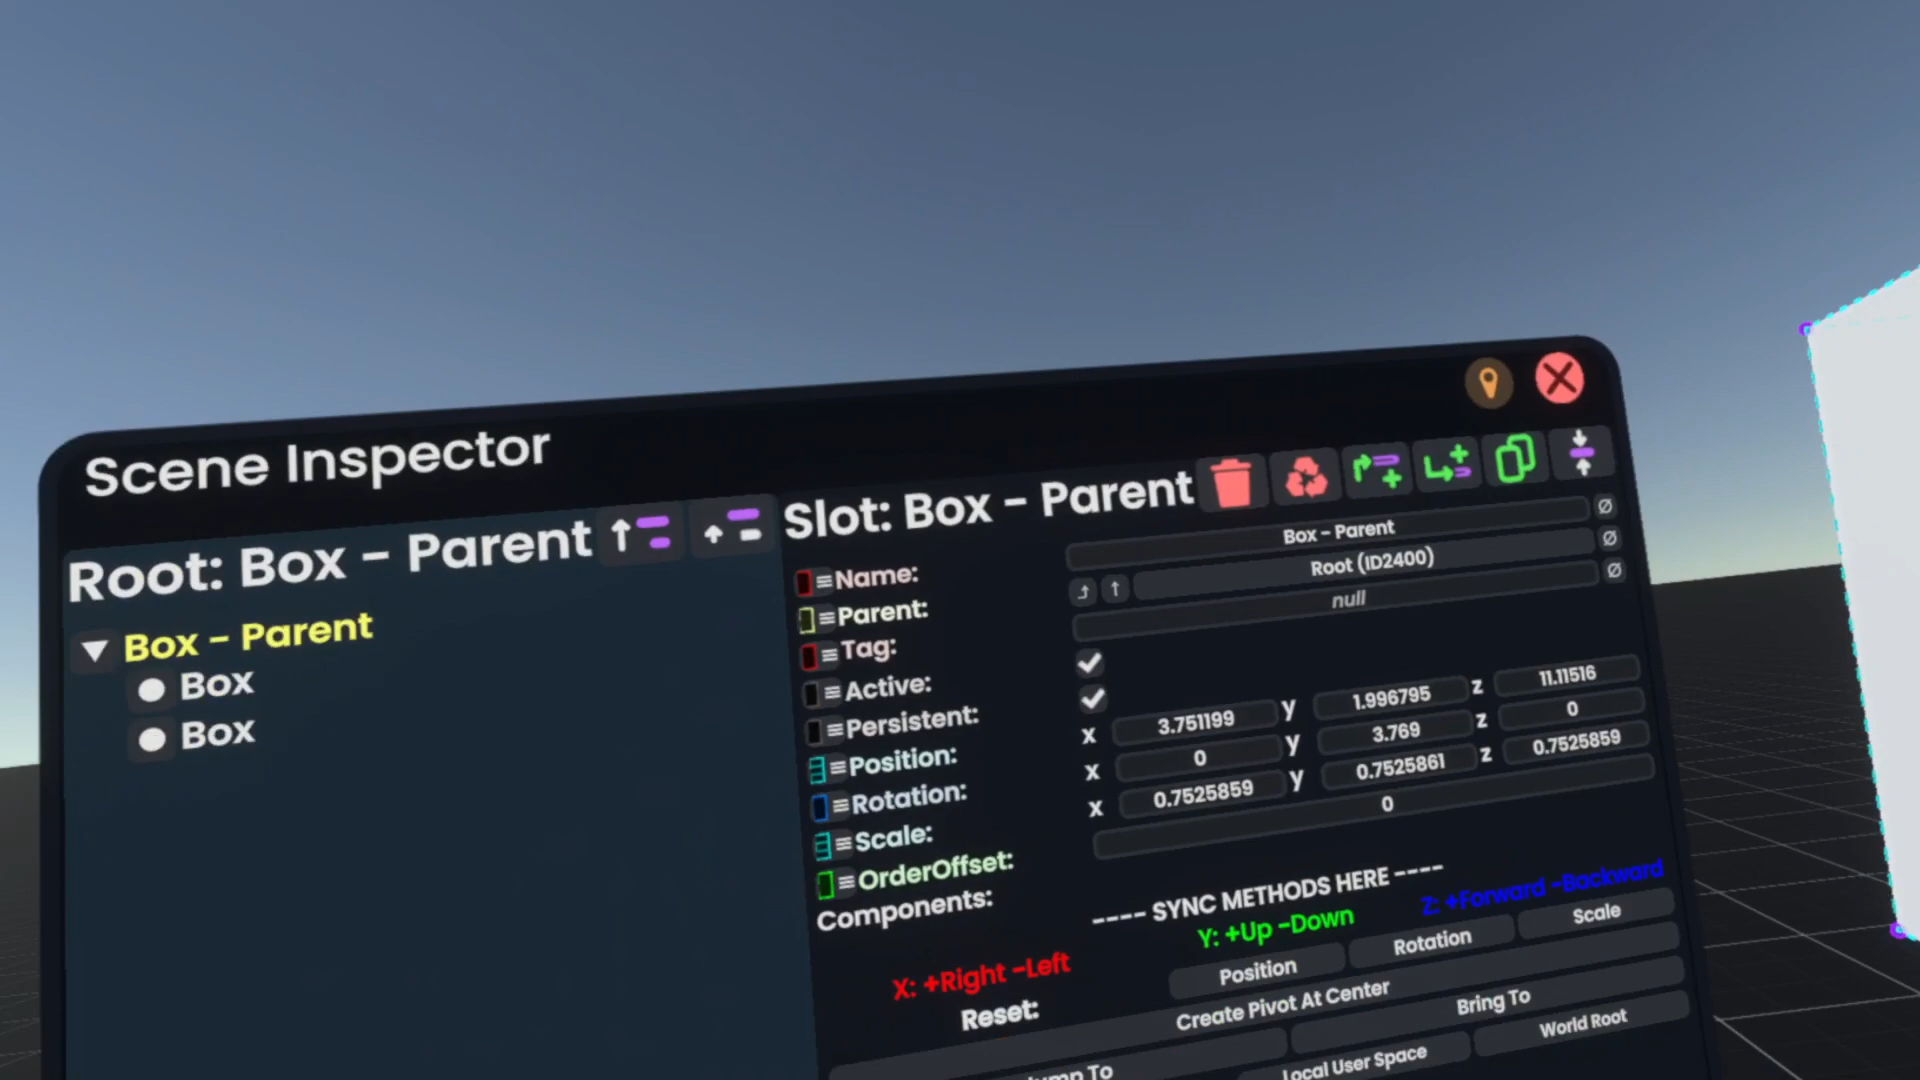 Scene Inspector
Root: Box - Parent
Box - Parent
Box
Box
Slot: Box - Parent
Name: Box - Parent Ø
Parent: Root (ID2400) Ø
Tag: null Ø
Active:
Persistent:
Position: x 3.751199 y 1.996795 z 11.11516
Rotation: x 0 y 3.769 z 0
Scale: x 0.7525859 y 0.7525861 z 0.7525859
OrderOffset: 0
Components:
---- SYNC METHODS HERE ----
X: +Right -Left Y: +Up -Down Z: +Forward -Backward
Reset: Position Rotation Scale
Create Pivot At Center
Jump To Bring To
Local User Space World Root